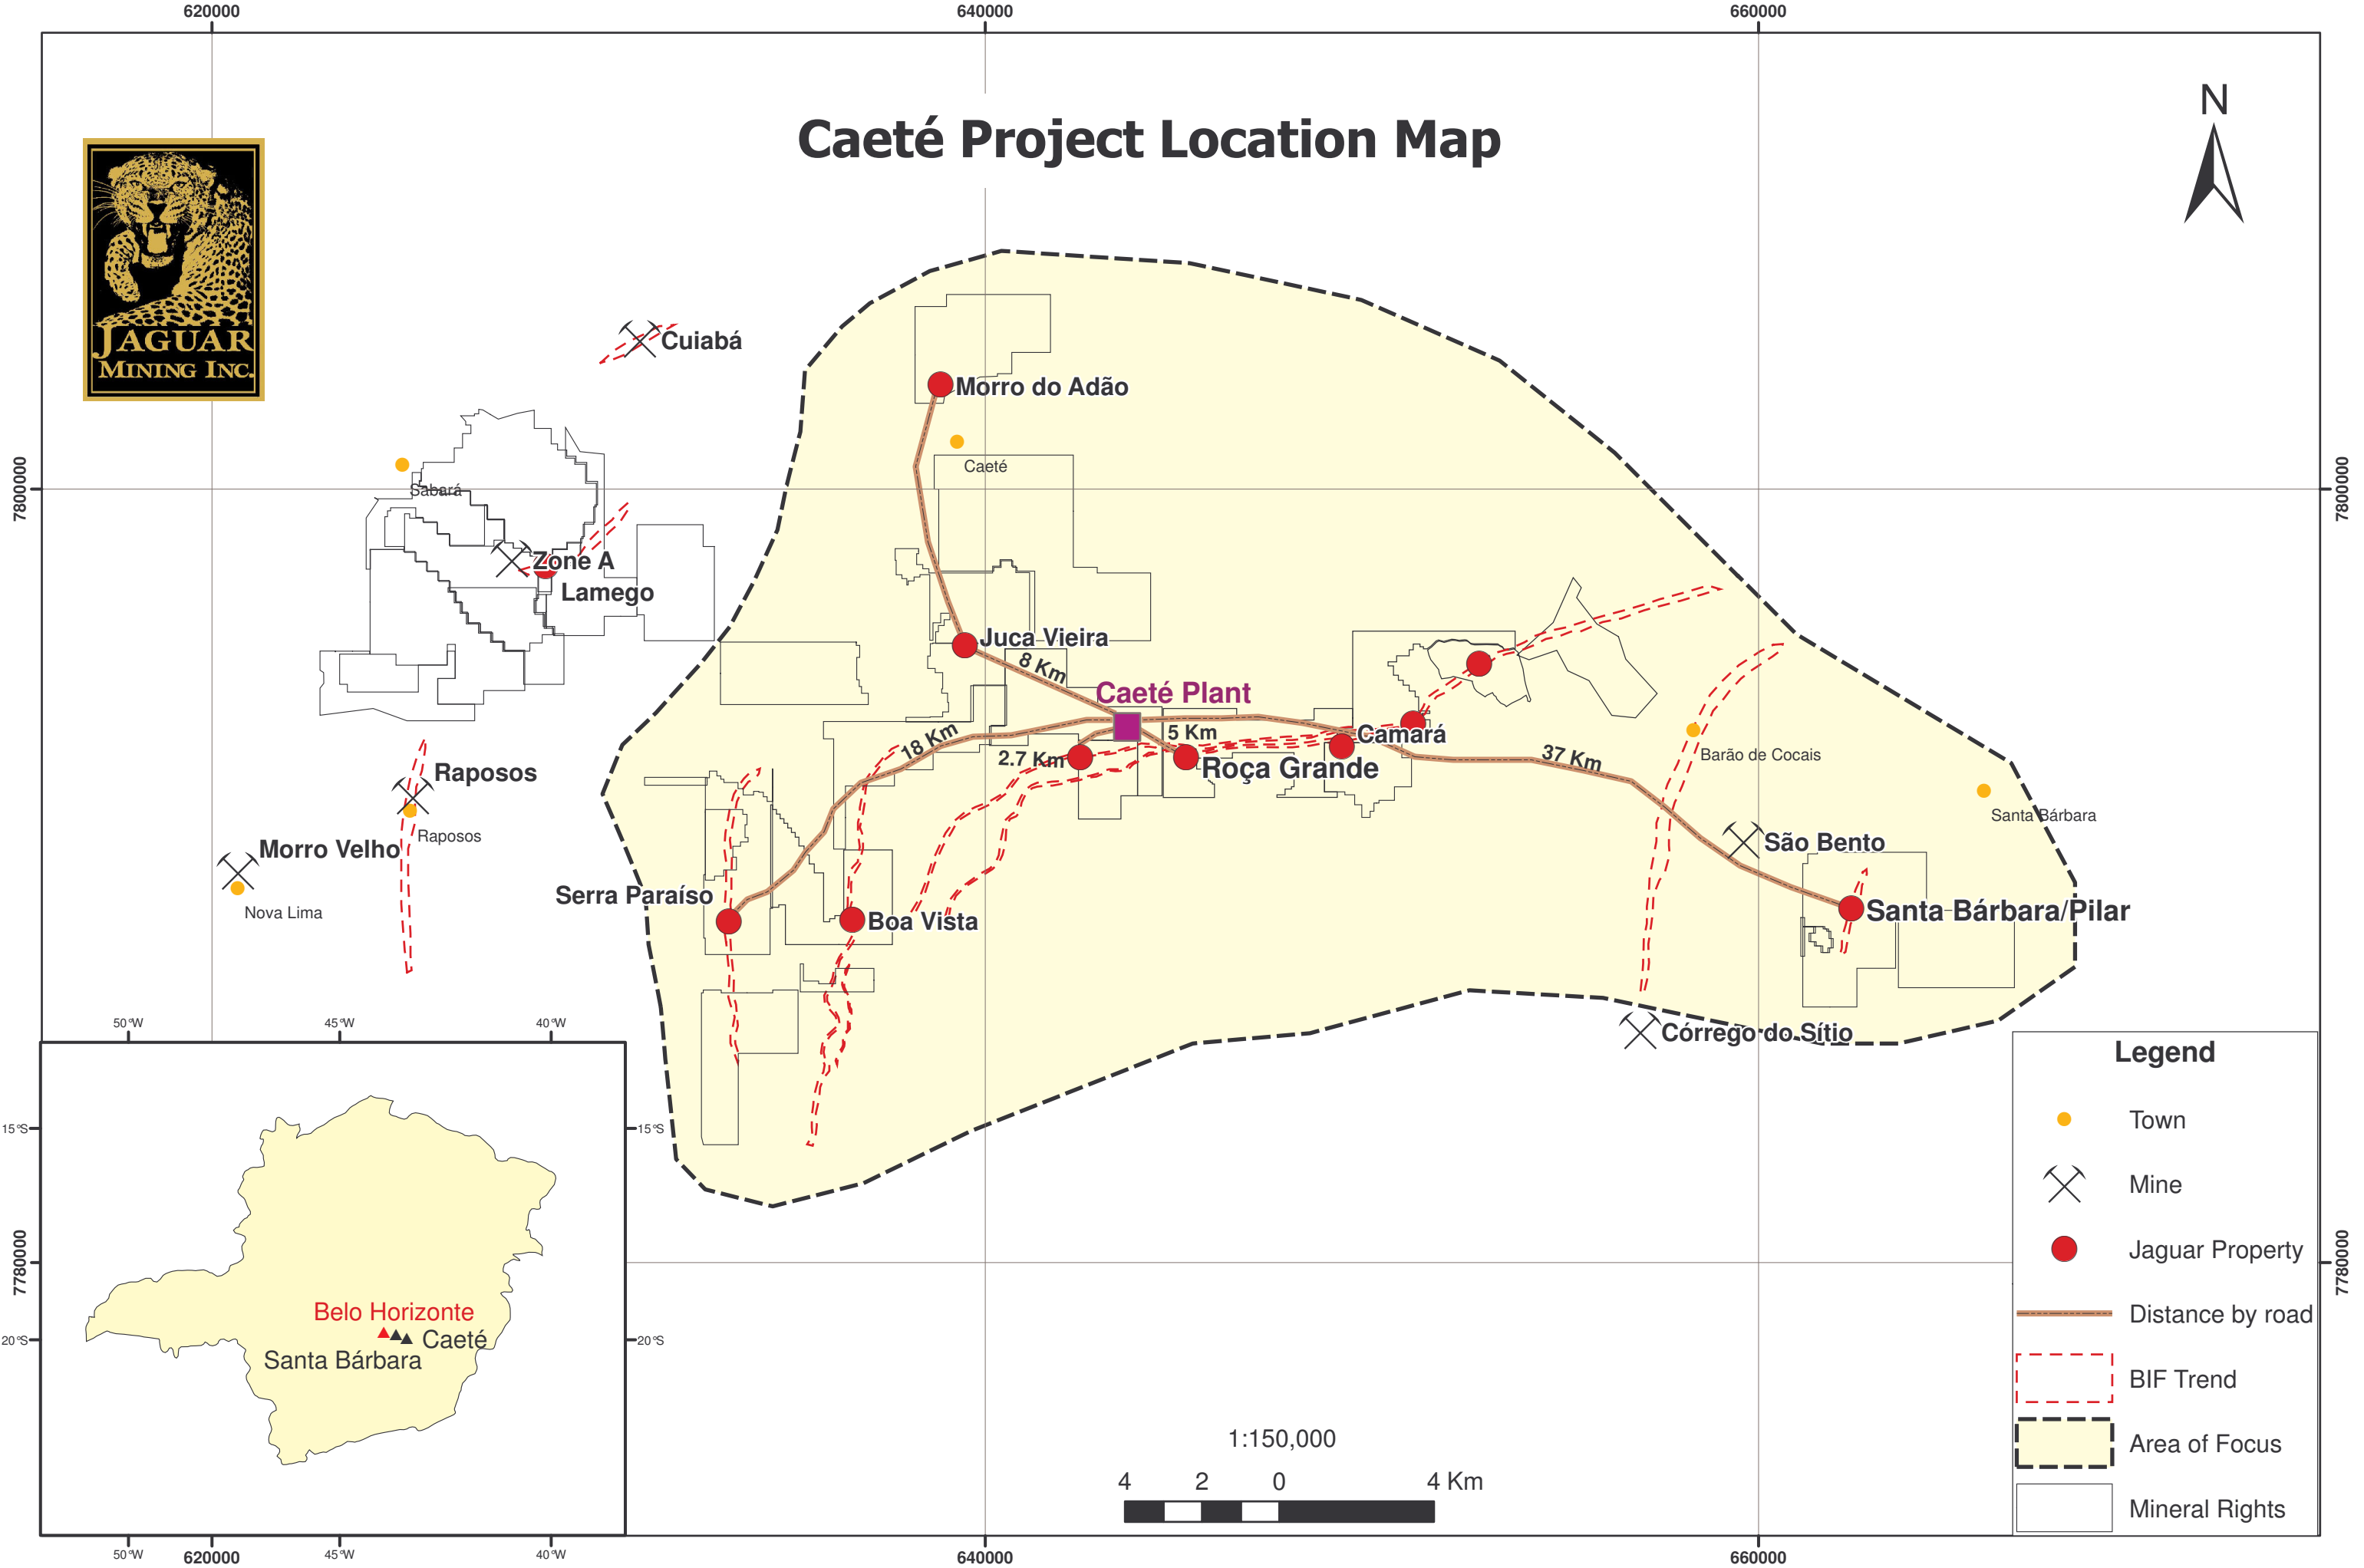 620000
640000
660000
Caeté Project Location Map
N
JAGUAR
MINING INC.
Cuiabá
Morro do Adão
Caeté
7800000
7800000
Sabará
Zone A
Lamego
Juca Vieira
8 Km
Caeté Plant
18 Km
2.7 Km
5 Km
Roça Grande
Camará
37 Km
Barão de Cocais
Santa Bárbara
Raposos
Raposos
Morro Velho
Nova Lima
São Bento
Serra Paraíso
Boa Vista
Santa Bárbara/Pilar
Córrego do Sítio
50°W
45°W
40°W
15°S
15°S
7780000
7780000
Belo Horizonte
Caeté
Santa Bárbara
20°S
20°S
Legend
Town
Mine
Jaguar Property
Distance by road
BIF Trend
Area of Focus
Mineral Rights
1:150,000
4 2 0 4 Km
50°W
620000
45°W
40°W
640000
660000